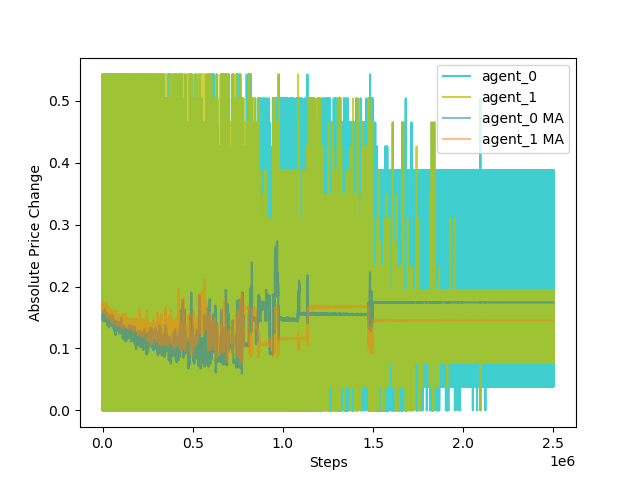 agent_0
agent_1
agent_0 MA
agent_1 MA
Absolute Price Change
0.5
0.4
0.3
0.2
0.1
0.0
0.0 0.5 1.0 1.5 2.0 2.5
Steps
1e6